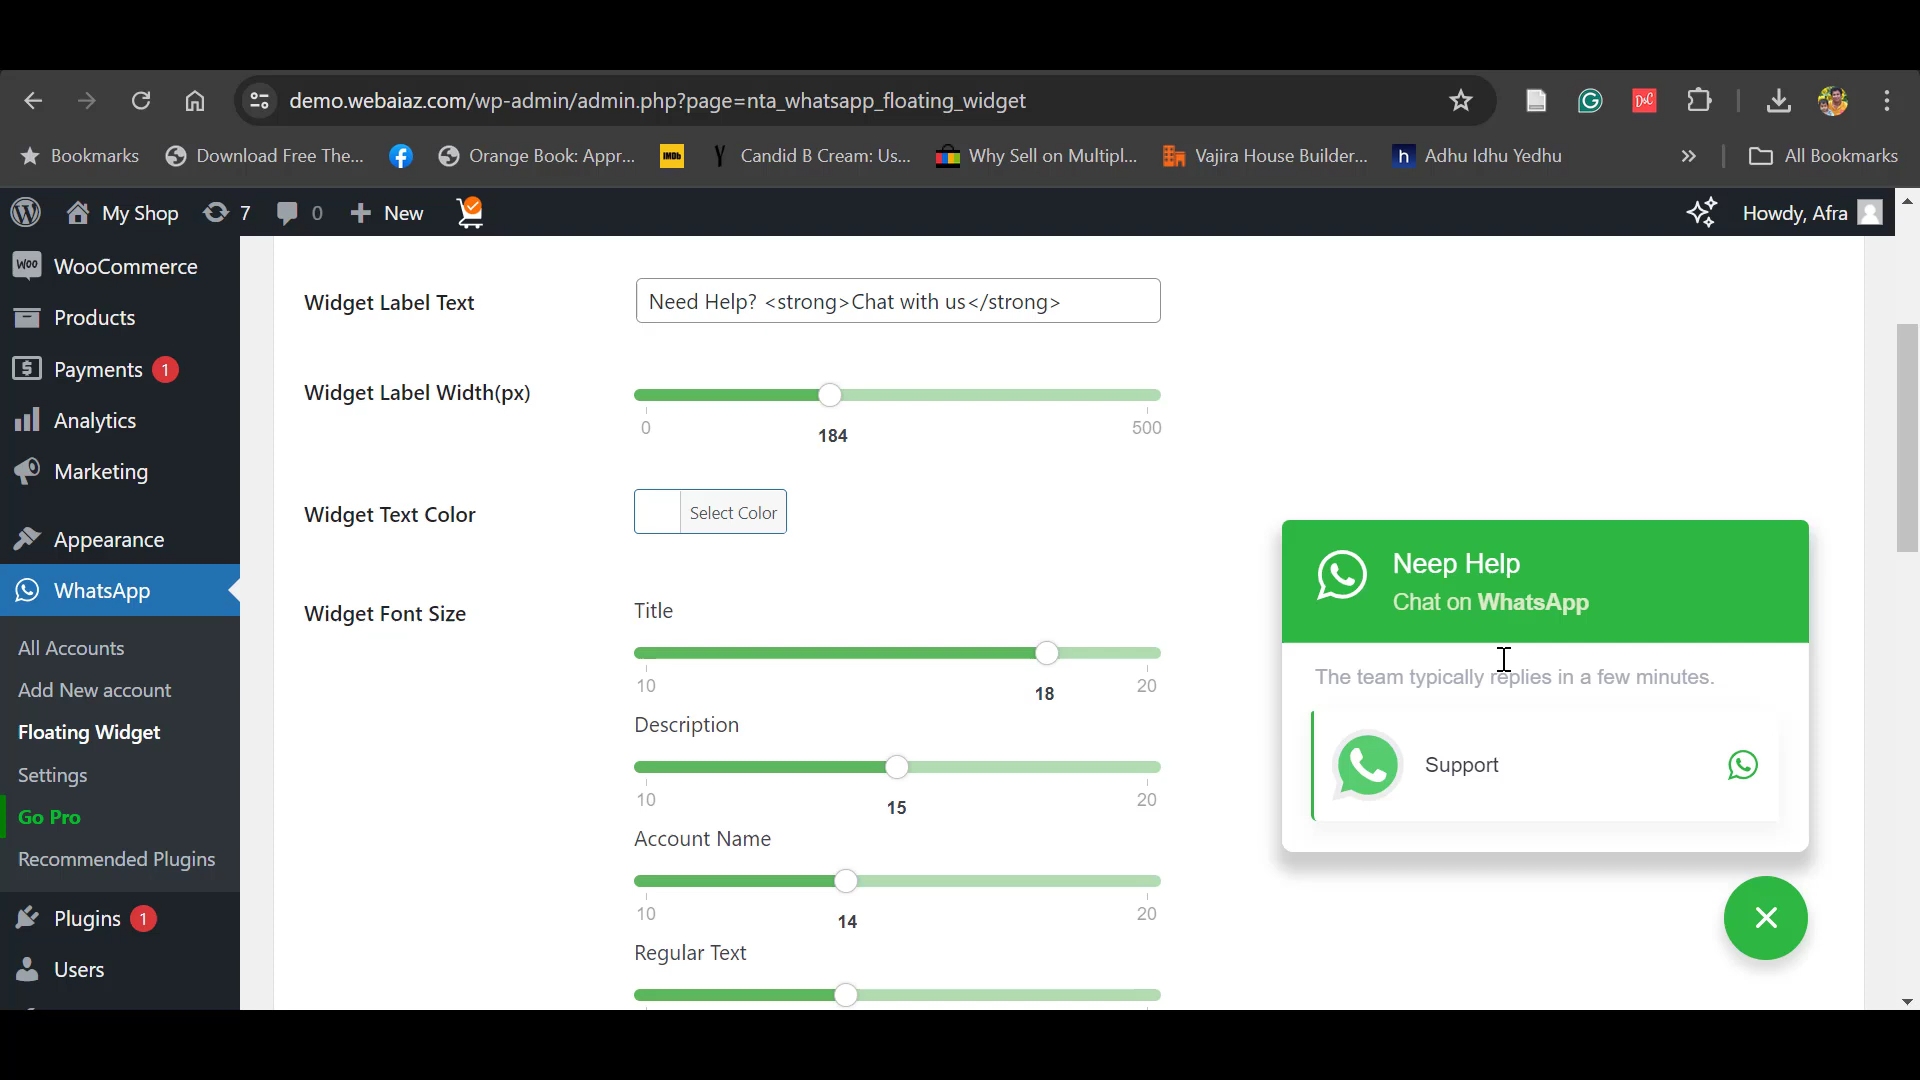 demo.webaiaz.com/wp-admin/admin.php?page=nta_whatsapp_floating_widget
D&C
Bookmarks
Download Free The...
IMDb
Orange Book: Appr...
Candid B Cream: Us...
Why Sell on Multipl...
Vajira House Builder...
h Adhu Idhu Yedhu
»
All Bookmarks
My Shop
7
0
New
Howdy, Afra
WOO WooCommerce
Products
Payments 1
Analytics
Marketing
Appearance
WhatsApp
All Accounts
Add New account
Floating Widget
Settings
Go Pro
Recommended Plugins
Plugins 1
Users
Widget Label Text
Need Help? <strong>Chat with us</strong>
Widget Label Width(px)
0
184
500
Widget Text Color
Select Color
Widget Font Size
Title
10
18
20
Description
10
15
20
Account Name
10
14
20
Regular Text
Neep Help
Chat on WhatsApp
The team typically replies in a few minutes.
Support